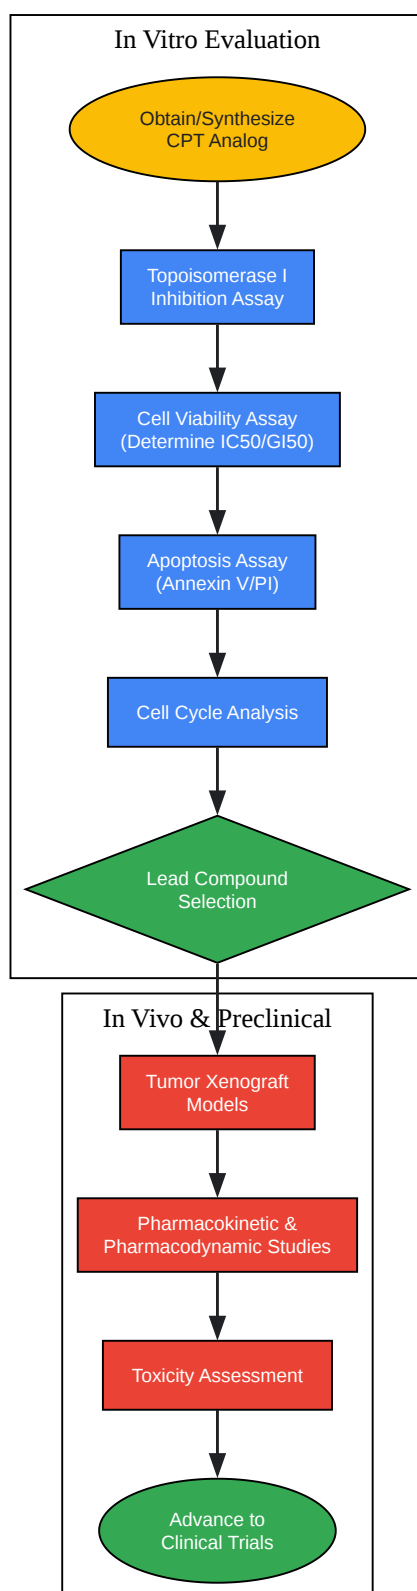 In Vitro Evaluation
Obtain/Synthesize
CPT Analog
Topoisomerase I
Inhibition Assay
Cell Viability Assay
(Determine IC50/GI50)
Apoptosis Assay
(Annexin V/PI)
Cell Cycle Analysis
Lead Compound
Selection
In Vivo & Preclinical
Tumor Xenograft
Models
Pharmacokinetic &
Pharmacodynamic Studies
Toxicity Assessment
Advance to
Clinical Trials